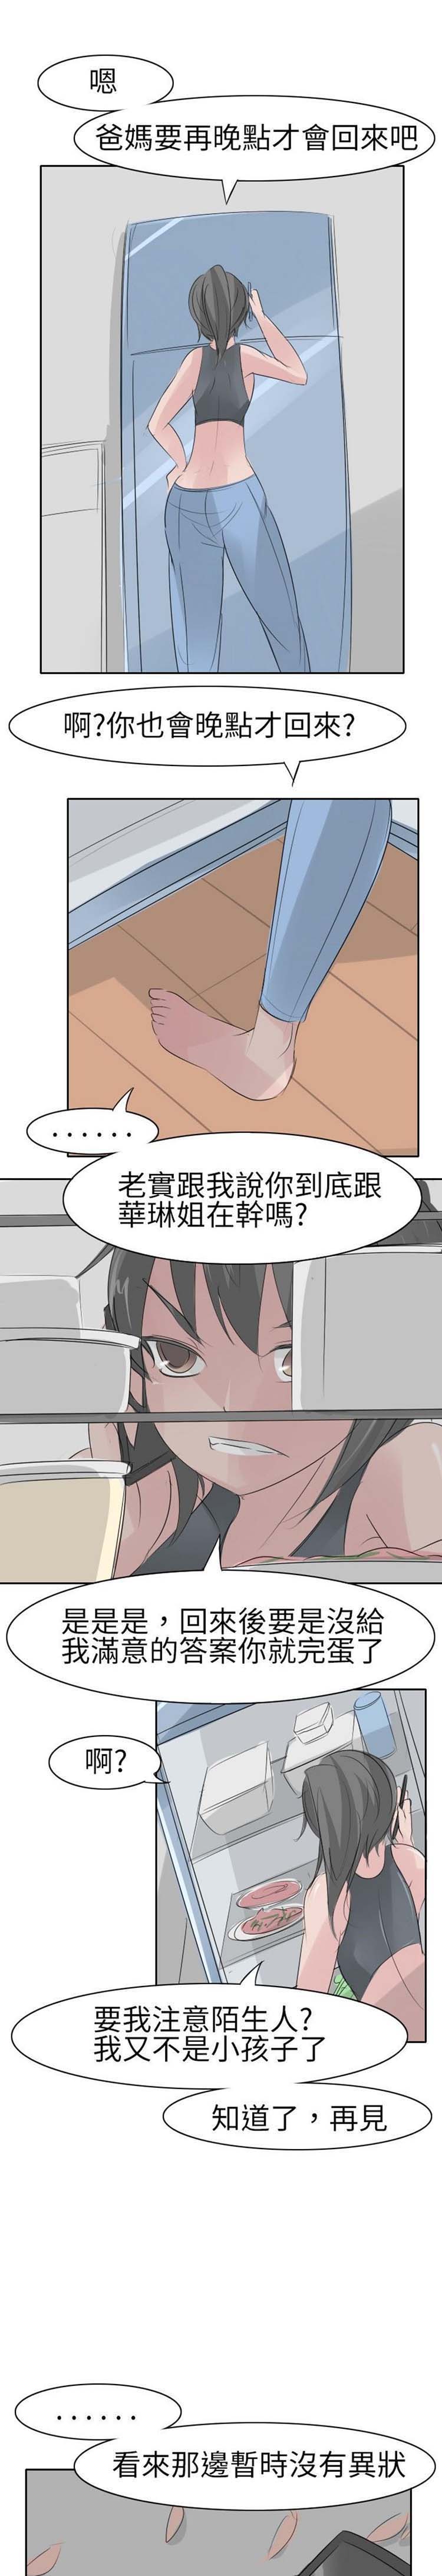 嗯
爸媽要再晚點才會回來吧
啊?你也會晚點才回來?
······
老實跟我說你到底跟
華琳姐在幹嗎?
是是是，回來後要是沒給
我滿意的答案你就完蛋了
啊?
要我注意陌生人?
我又不是小孩子了
知道了，再見
······
看來那邊暫時沒有異狀